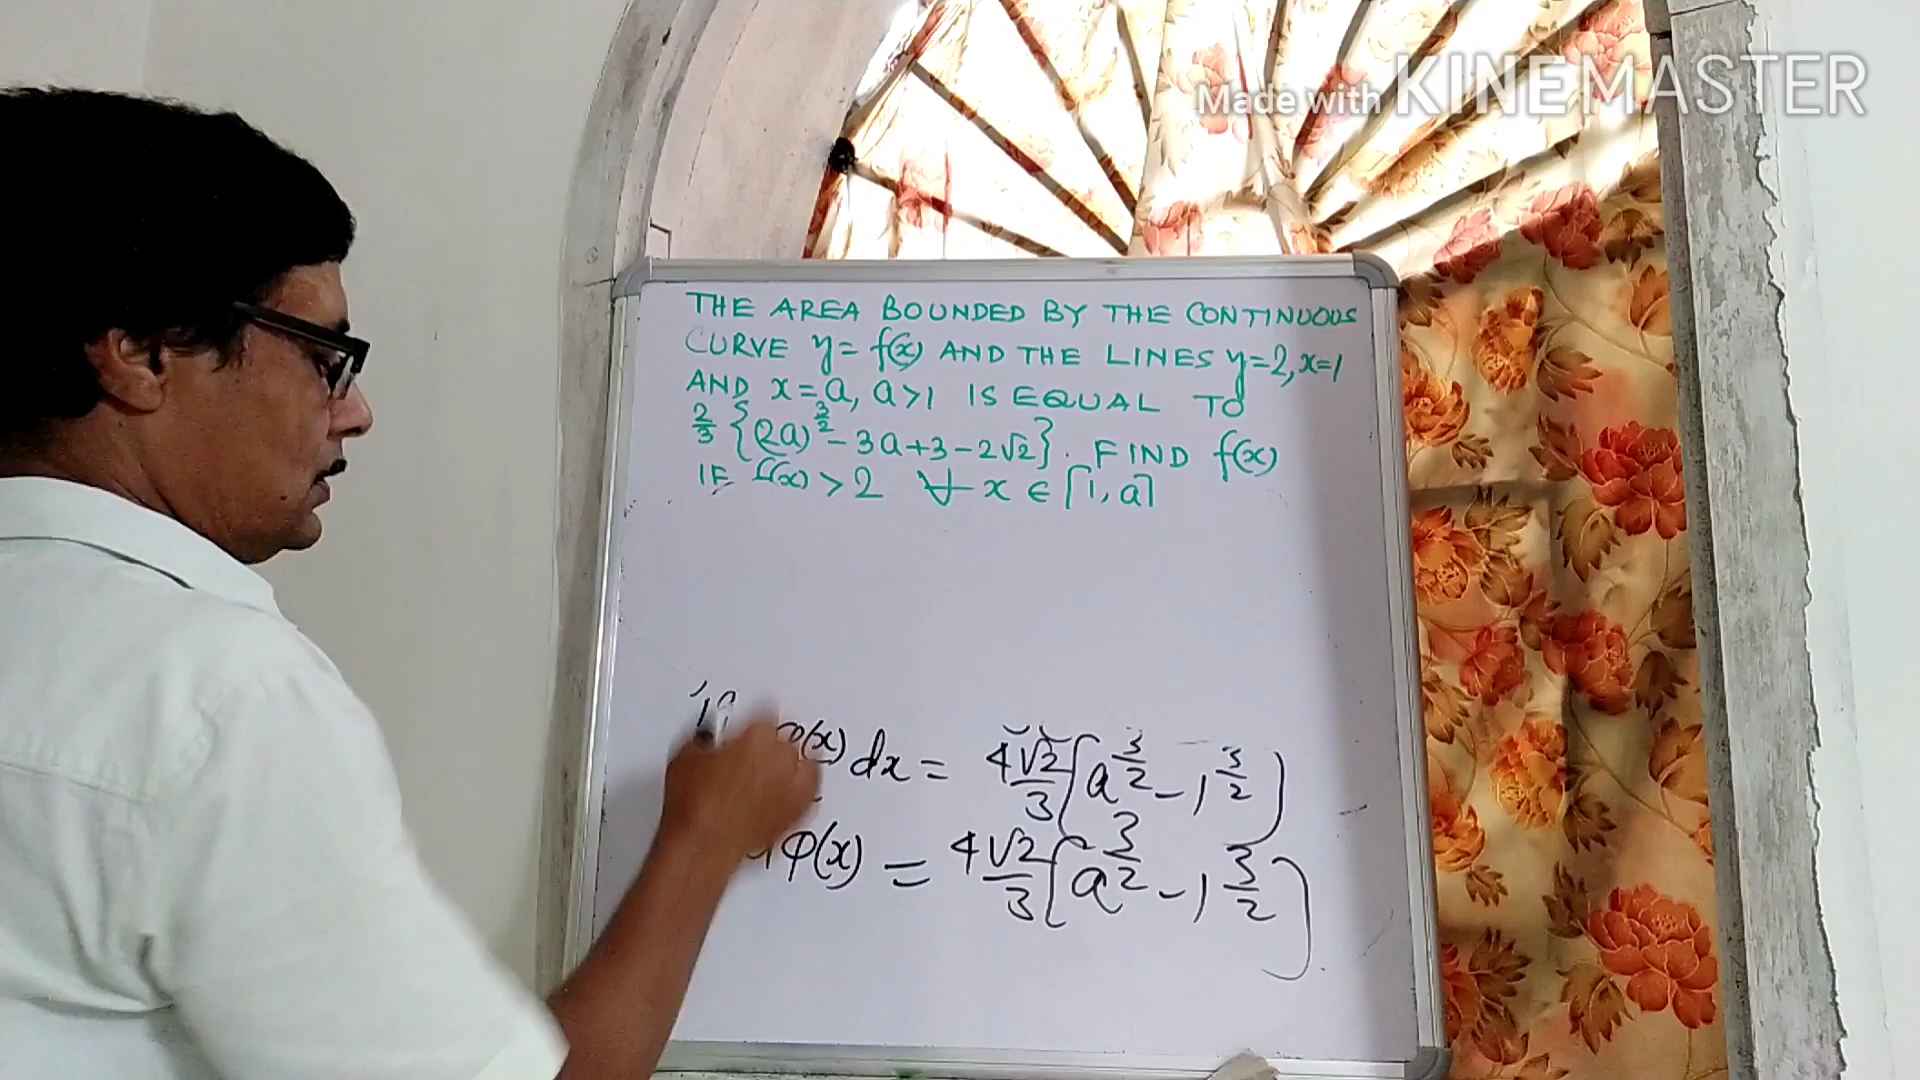 Made with KINEMASTER
THE AREA BOUNDED BY THE CONTINUOUS
CURVE y = f(x) AND THE LINES y=2, x=1
AND x = a, a>1 IS EQUAL TO
2/3 {(2a)^3/2 - 3a+3-2√2}. FIND f(x)
IF f(x) > 2 ∀ x ∈ [1, a]
φ(x) dx = 4√2/3 (a^3/2 - 1^3/2)
φ(x) = 4√2/3 (a^3/2 - 1^3/2)